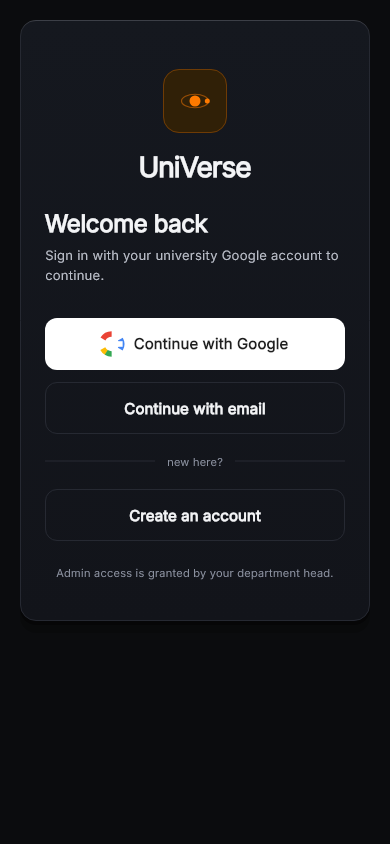 UniVerse
Welcome back
Sign in with your university Google account to
continue.
Continue with Google
Continue with email
new here?
Create an account
Admin access is granted by your department head.